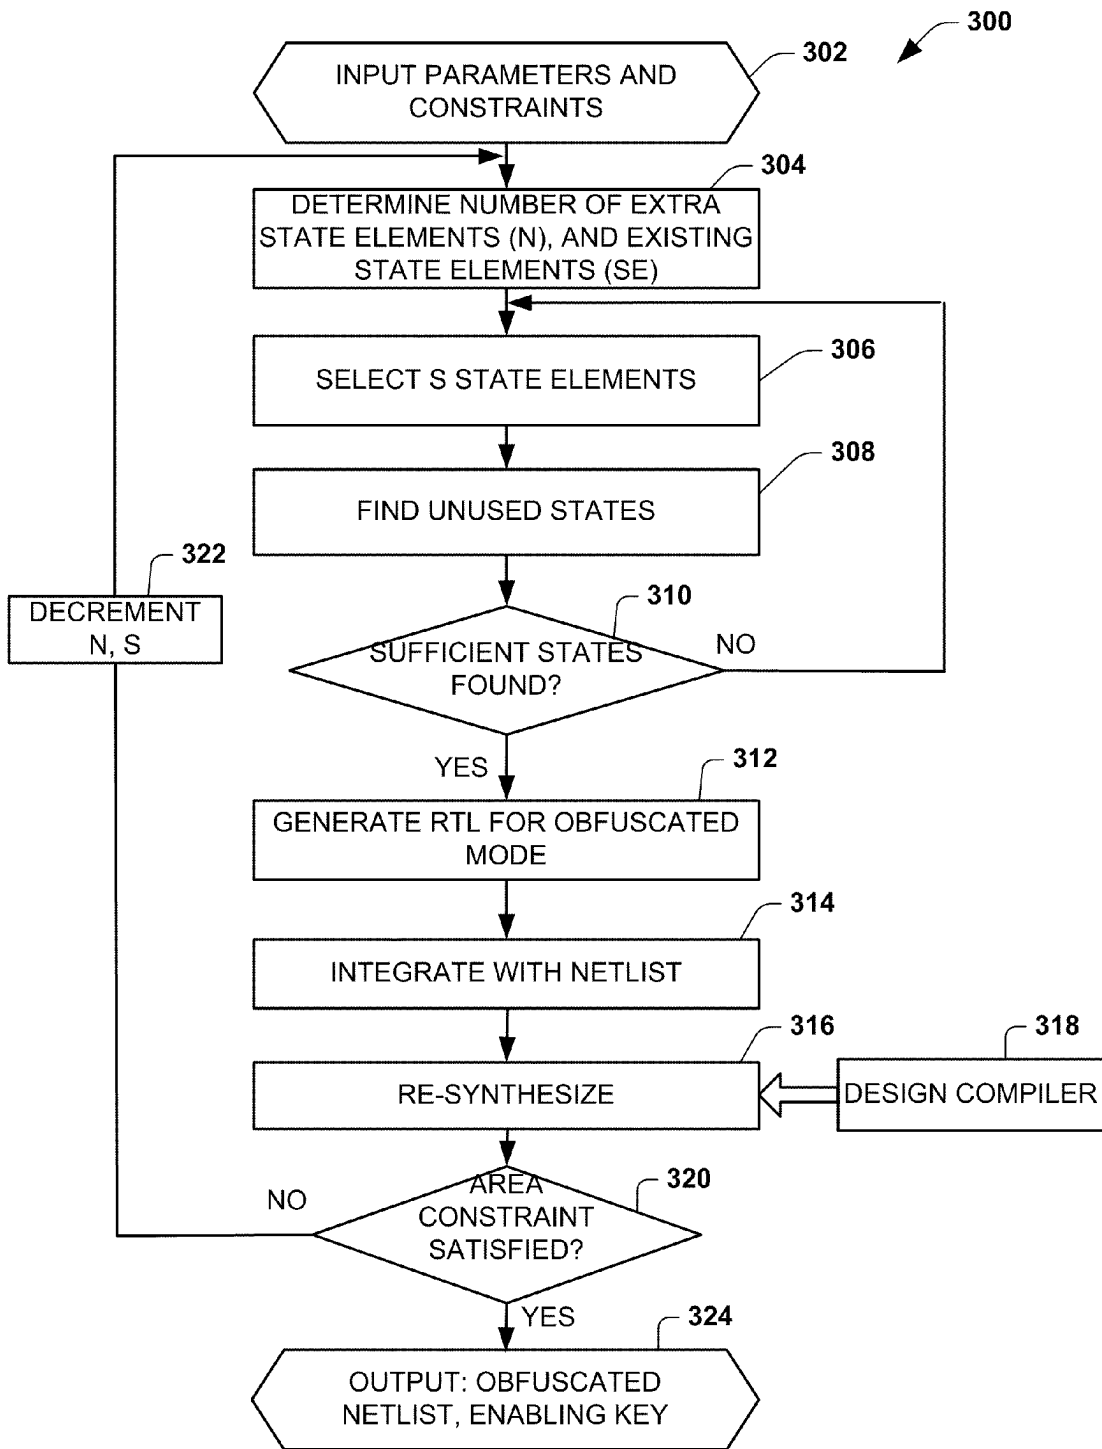 300
302
INPUT PARAMETERS AND
CONSTRAINTS
304
DETERMINE NUMBER OF EXTRA
STATE ELEMENTS (N), AND EXISTING
STATE ELEMENTS (SE)
306
SELECT S STATE ELEMENTS
308
FIND UNUSED STATES
322
DECREMENT
N, S
310
SUFFICIENT STATES
FOUND?
NO
YES
312
GENERATE RTL FOR OBFUSCATED
MODE
314
INTEGRATE WITH NETLIST
316
RE-SYNTHESIZE
318
DESIGN COMPILER
320
AREA
CONSTRAINT
SATISFIED?
NO
YES
324
OUTPUT: OBFUSCATED
NETLIST, ENABLING KEY